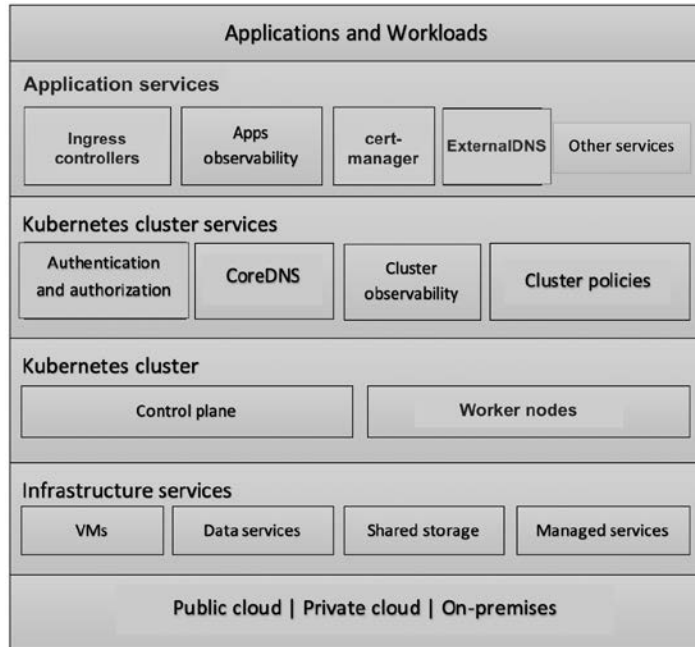 Applications and Workloads
Application services
Ingress
controllers
Apps
observability
cert-
manager
ExternalDNS
Other services
Kubernetes cluster services
Authentication
and authorization
CoreDNS
Cluster
observability
Cluster policies
Kubernetes cluster
Control plane
Worker nodes
Infrastructure services
VMs
Data services
Shared storage
Managed services
Public cloud | Private cloud | On-premises